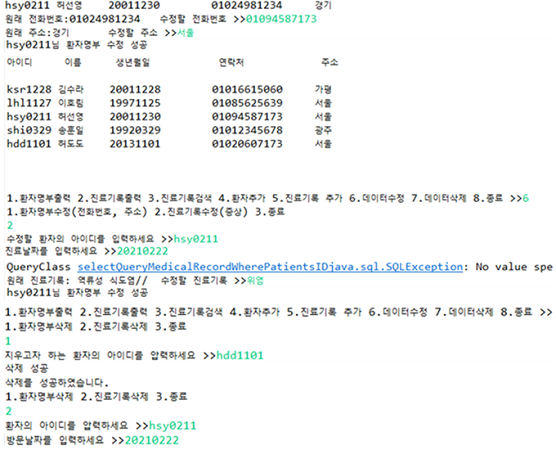 hsy0211 허선영 20011230 01024981234 경기
원래 전화번호:01024981234 수정할 전화번호 >>01094587173
원래 주소:경기 수정할 주소 >>서울
hsy0211님 환자명부 수정 성공
아이디 이름 생년월일 연락처 주소
ksr1228 김수라 20011228 01016615060 가평
lhl1127 이호림 19971125 01085625639 서울
hsy0211 허선영 20011230 01094587173 서울
shi0329 송훈일 19920329 01012345678 광주
hdd1101 허도도 20131101 01020607173 서울
1.환자명부출력 2.진료기록출력 3.진료기록검색 4.환자추가 5.진료기록 추가 6.데이터수정 7.데이터삭제 8.종료 >>6
1.환자명부수정(전화번호, 주소) 2.진료기록수정(증상) 3.종료
2
수정할 환자의 아이디를 입력하세요 >>hsy0211
진료날짜를 입력하세요 >>20210222
QueryClass selectQueryMedicalRecordWherePatientsIDjava.sql.SQLException: No value spe
원래 진료기록: 역류성 식도염// 수정할 진료기록 >>위염
hsy0211님 환자명부 수정 성공
1.환자명부출력 2.진료기록출력 3.진료기록검색 4.환자추가 5.진료기록 추가 6.데이터수정 7.데이터삭제 8.종료 >>
1.환자명부삭제 2.진료기록삭제 3.종료
1
지우고자 하는 환자의 아이디를 입력하세요 >>hdd1101
삭제 성공
삭제를 성공하였습니다.
1.환자명부삭제 2.진료기록삭제 3.종료
2
환자의 아이디를 입력하세요 >>hsy0211
방문날짜를 입력하세요 >>20210222